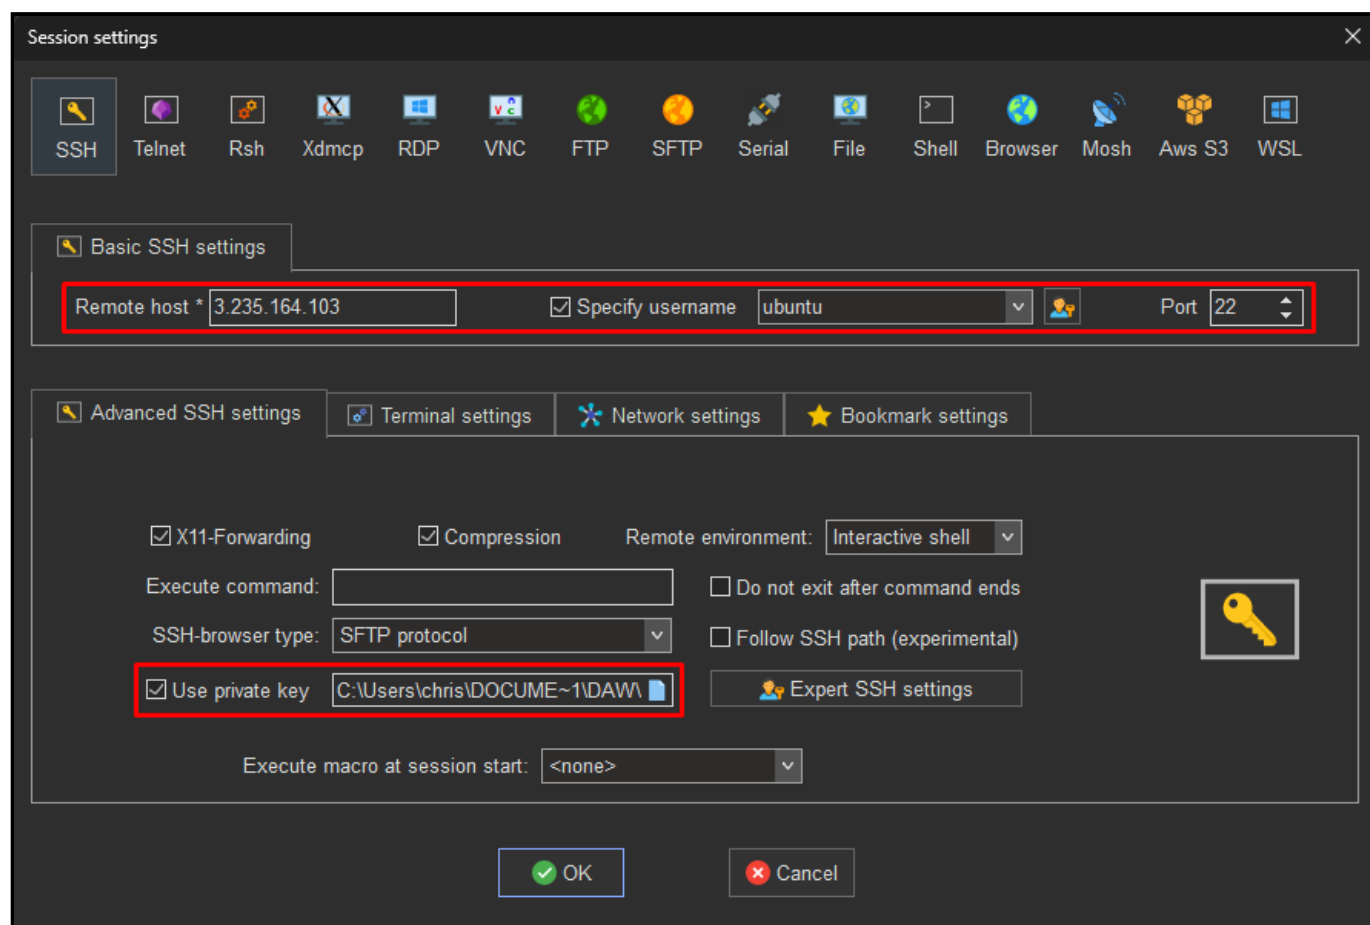 Session settings
SSH Telnet Rsh Xdmcp RDP VNC FTP SFTP Serial File Shell Browser Mosh Aws S3 WSL
Basic SSH settings
Remote host * 3.235.164.103 Specify username ubuntu Port 22
Advanced SSH settings Terminal settings Network settings Bookmark settings
X11-Forwarding Compression Remote environment: Interactive shell
Execute command: Do not exit after command ends
SSH-browser type: SFTP protocol Follow SSH path (experimental)
Use private key C:\Users\chris\DOCUME~1\DAW\ Expert SSH settings
Execute macro at session start: <none>
OK Cancel